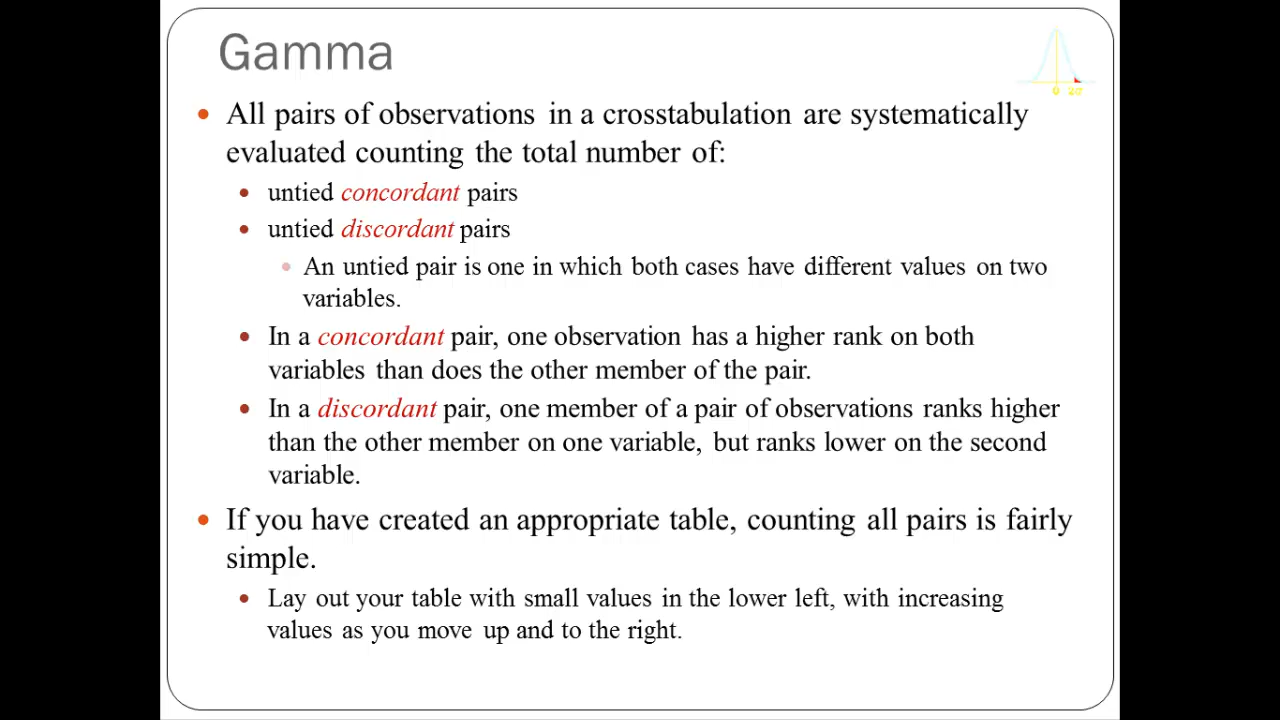 Gamma
0 2σ
• All pairs of observations in a crosstabulation are systematically
evaluated counting the total number of:
• untied concordant pairs
• untied discordant pairs
• An untied pair is one in which both cases have different values on two
variables.
• In a concordant pair, one observation has a higher rank on both
variables than does the other member of the pair.
• In a discordant pair, one member of a pair of observations ranks higher
than the other member on one variable, but ranks lower on the second
variable.
• If you have created an appropriate table, counting all pairs is fairly
simple.
• Lay out your table with small values in the lower left, with increasing
values as you move up and to the right.